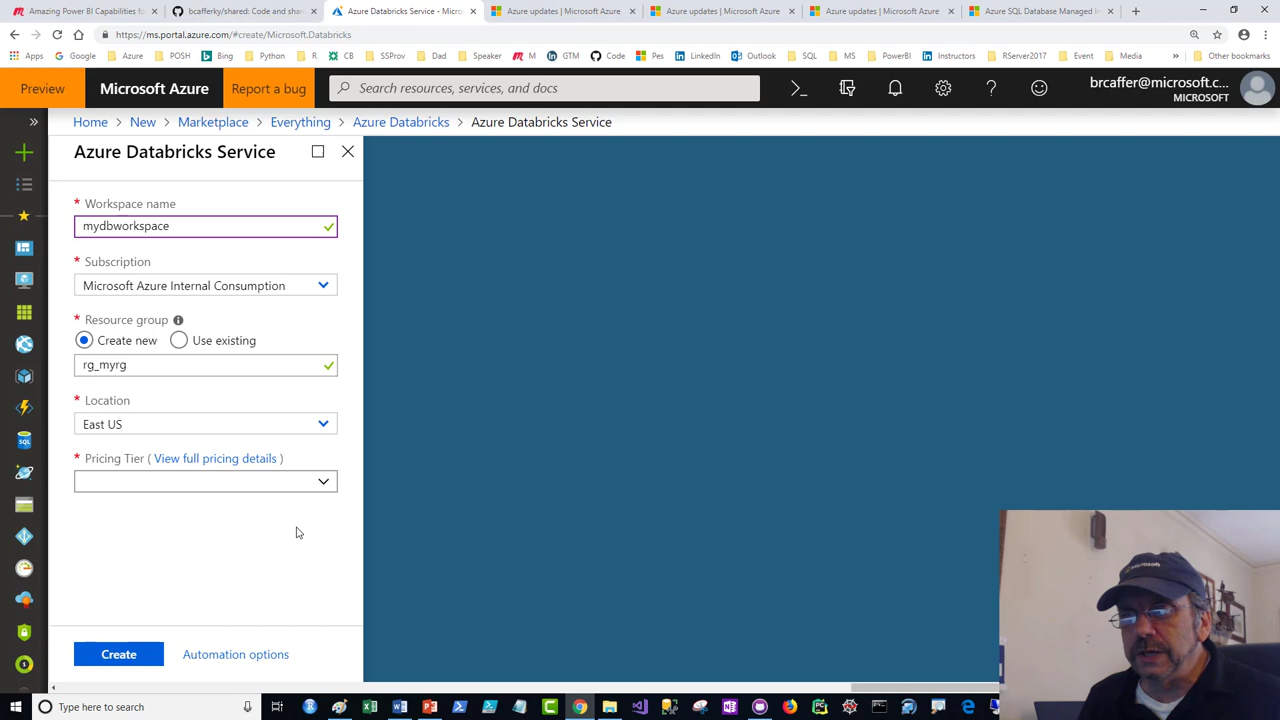 Amazing Power BI Capabilities fo
bcafferky/shared: Code and shar
Azure Databricks Service - Micro
Azure updates | Microsoft Azure
Azure updates | Microsoft Azure
Azure updates | Microsoft Azure
Azure SQL Database Managed In
https://ms.portal.azure.com/#create/Microsoft.Databricks
Apps Google Azure POSH Bing Python R CB SSProv Dad Speaker M GTM Code Pes LinkedIn Outlook SQL MS PowerBI Instructors RServer2017 Event Media » Other bookmarks
Preview Microsoft Azure Report a bug Search resources, services, and docs brcaffer@microsoft.c...
MICROSOFT
Home > New > Marketplace > Everything > Azure Databricks > Azure Databricks Service
Azure Databricks Service
* Workspace name
mydbworkspace
* Subscription
Microsoft Azure Internal Consumption
* Resource group
Create new Use existing
rg_myrg
* Location
East US
* Pricing Tier ( View full pricing details )
Create Automation options
Type here to search